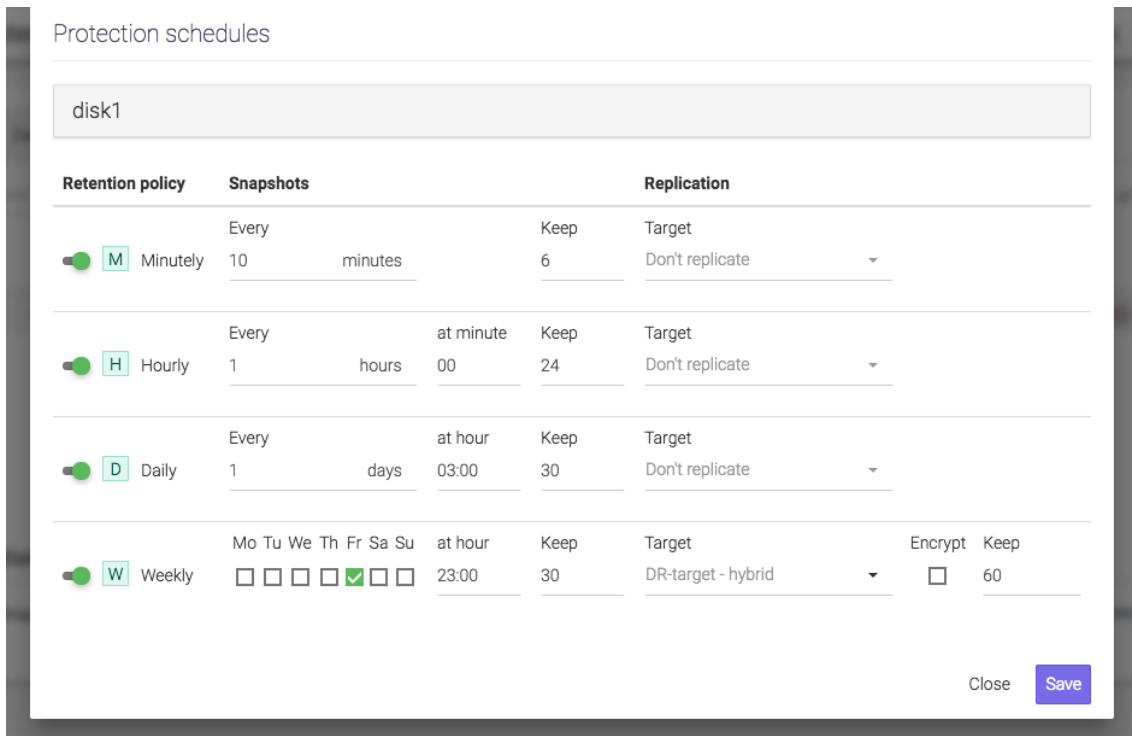 Protection schedules
disk1
Retention policy Snapshots Replication
Every Keep Target
M Minutely 10 minutes 6 Don't replicate
Every at minute Keep Target
H Hourly 1 hours 00 24 Don't replicate
Every at hour Keep Target
D Daily 1 days 03:00 30 Don't replicate
Mo Tu We Th Fr Sa Su at hour Keep Target Encrypt Keep
W Weekly 23:00 30 DR-target - hybrid 60
Close Save